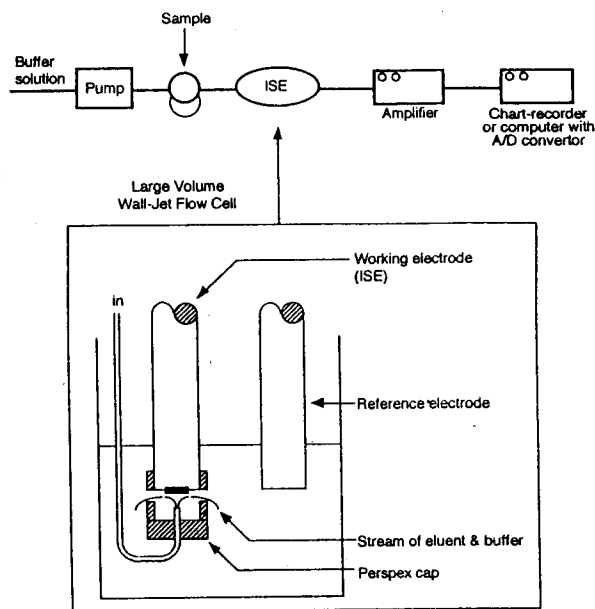 Sample
Buffer
solution
Pump
ISE
Amplifier
Chart-recorder
or computer with
A/D convertor
Large Volume
Wall-Jet Flow Cell
Working electrode
(ISE)
in
Reference electrode
Stream of eluent & buffer
Perspex cap